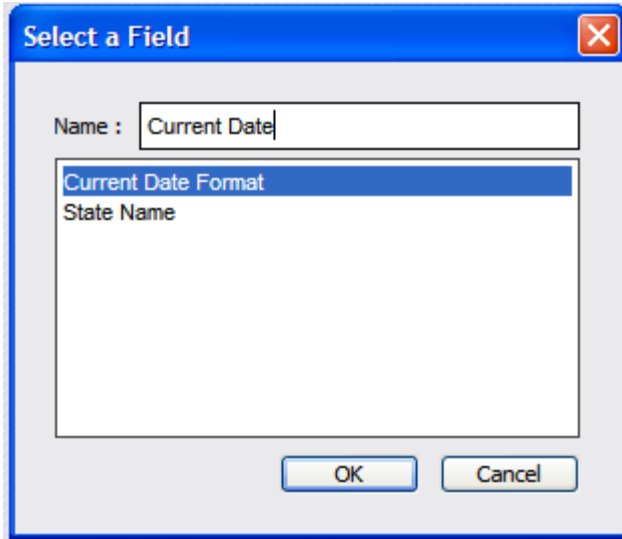 Select a Field
Name : Current Date
Current Date Format
State Name
OK Cancel